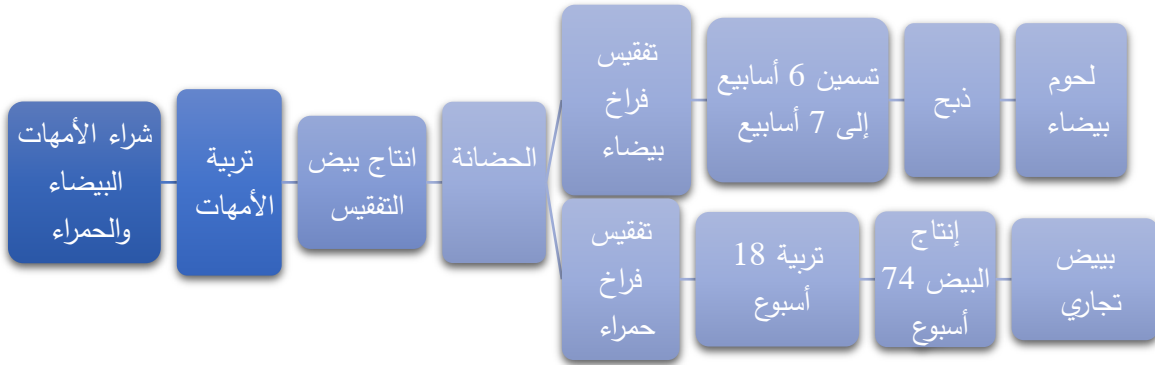 شراء الأمهات
البيضاء
والحمراء
تربية
الأمهات
انتاج بيض
التفقيس
الحضانة
تفقيس
فراخ
بيضاء
تسمين 6 أسابيع
إلى 7 أسابيع
ذبح
لحوم
بيضاء
تفقيس
فراخ
حمراء
تربية 18
أسبوع
إنتاج
البيض 74
أسبوع
بييض
تجاري